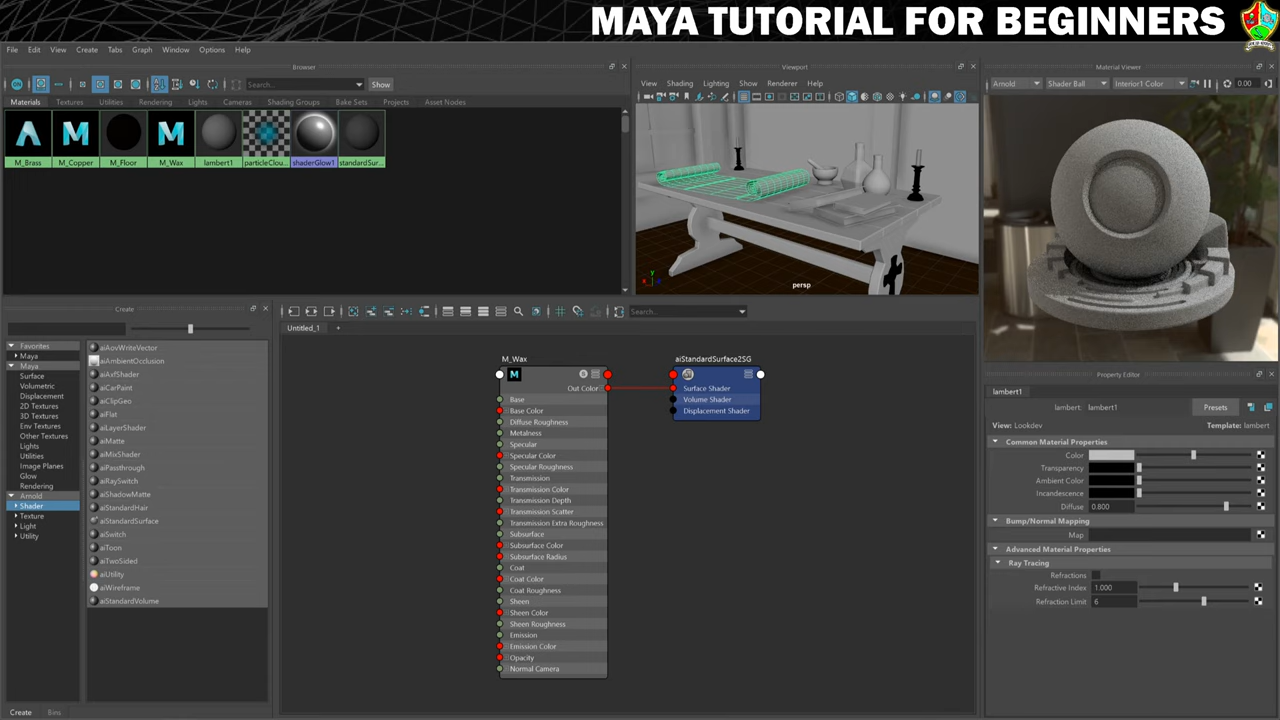 MAYA TUTORIAL FOR BEGINNERS
File Edit View Create Tabs Graph Window Options Help
Browser
Search... Show
Materials Textures Utilities Rendering Lights Cameras Shading Groups Bake Sets Projects Asset Nodes
M_Brass M_Copper M_Floor M_Wax lambert1 particleClou... shaderGlow1 standardSur...
Viewport
View Shading Lighting Show Renderer Help
persp
Material Viewer
Arnold Shader Ball Interior1 Color 0.00
Create
Favorites
Maya
Maya
Surface
Volumetric
Displacement
2D Textures
3D Textures
Env Textures
Other Textures
Lights
Utilities
Image Planes
Glow
Rendering
Arnold
Shader
Texture
Light
Utility
aiAovWriteVector
aiAmbientOcclusion
aiAxfShader
aiCarPaint
aiClipGeo
aiFlat
aiLayerShader
aiMatte
aiMixShader
aiPassthrough
aiRaySwitch
aiShadowMatte
aiStandardHair
aiStandardSurface
aiSwitch
aiToon
aiTwoSided
aiUtility
aiWireframe
aiStandardVolume
Create Bins
Search...
Untitled_1 +
M_Wax
Out Color
Base
Base Color
Diffuse Roughness
Metalness
Specular
Specular Color
Specular Roughness
Transmission
Transmission Color
Transmission Depth
Transmission Scatter
Transmission Extra Roughness
Subsurface
Subsurface Color
Subsurface Radius
Coat
Coat Color
Coat Roughness
Sheen
Sheen Color
Sheen Roughness
Emission
Emission Color
Opacity
Normal Camera
aiStandardSurface2SG
Surface Shader
Volume Shader
Displacement Shader
Property Editor
lambert1
lambert: lambert1 Presets
View: Lookdev Template: lambert
Common Material Properties
Color
Transparency
Ambient Color
Incandescence
Diffuse 0.800
Bump/Normal Mapping
Map
Advanced Material Properties
Ray Tracing
Refractions
Refractive Index 1.000
Refraction Limit 6